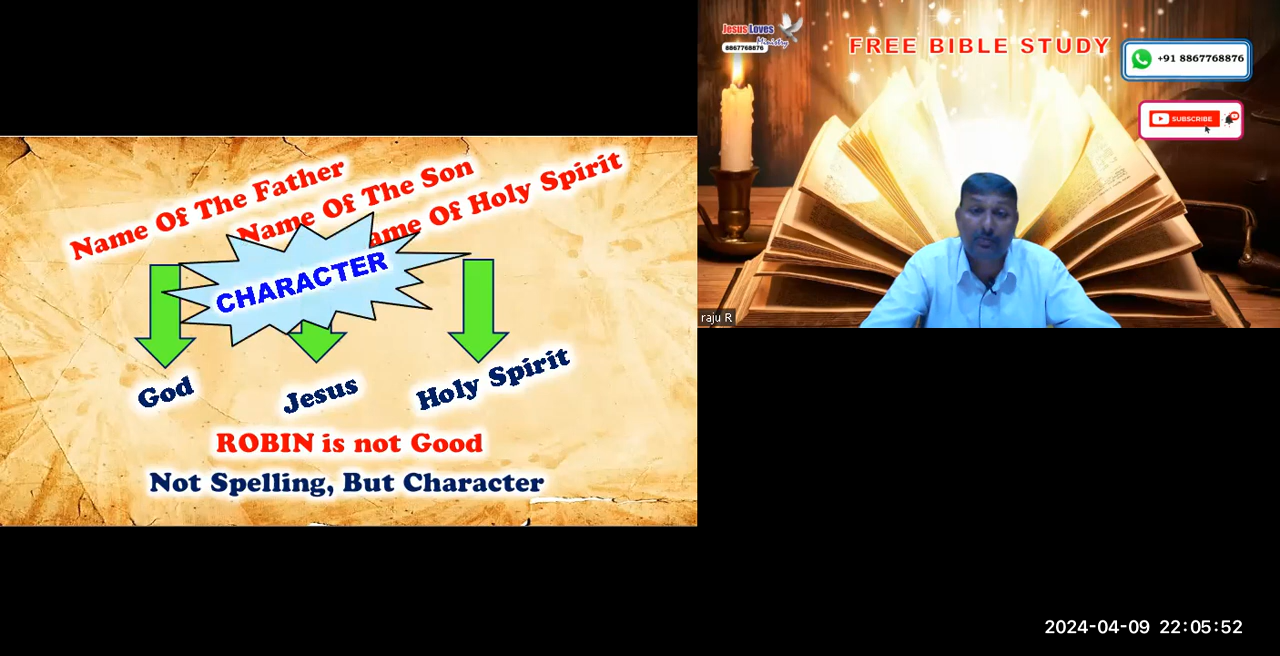 Name Of The Father
Name Of The Son
ame Of Holy Spirit
CHARACTER
God
Jesus
Holy Spirit
ROBIN is not Good
Not Spelling, But Character
Jesus Loves
Ministry
8867768876
FREE BIBLE STUDY
+91 8867768876
SUBSCRIBE
raju R
2024-04-09 22:05:52